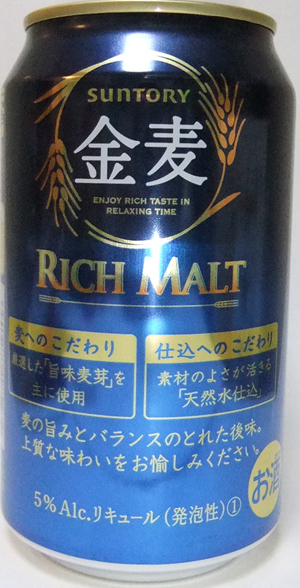 SUNTORY
金麦
ENJOY RICH TASTE IN
RELAXING TIME
RICH MALT
麦へのこだわり
厳選した「旨味麦芽」を
主に使用
仕込へのこだわり
素材のよさが活きる
「天然水仕込」
麦の旨みとバランスのとれた後味。
上質な味わいをお愉しみください。
お酒
5%Alc.リキュール(発泡性)①